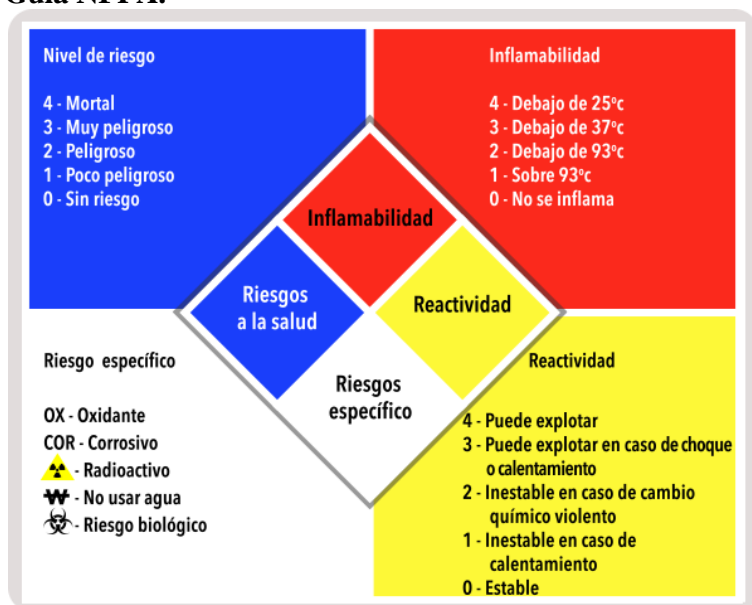 Guía NFPA.
Nivel de riesgo
4 - Mortal
3 - Muy peligroso
2 - Peligroso
1 - Poco peligroso
0 - Sin riesgo
Inflamabilidad
4 - Debajo de 25ºc
3 - Debajo de 37ºc
2 - Debajo de 93ºc
1 - Sobre 93ºc
0 - No se inflama
Inflamabilidad
Riesgos
a la salud
Reactividad
Riesgos
específico
Riesgo específico
OX - Oxidante
COR - Corrosivo
- Radioactivo
W - No usar agua
- Riesgo biológico
Reactividad
4 - Puede explotar
3 - Puede explotar en caso de choque
o calentamiento
2 - Inestable en caso de cambio
químico violento
1 - Inestable en caso de
calentamiento
0 - Estable